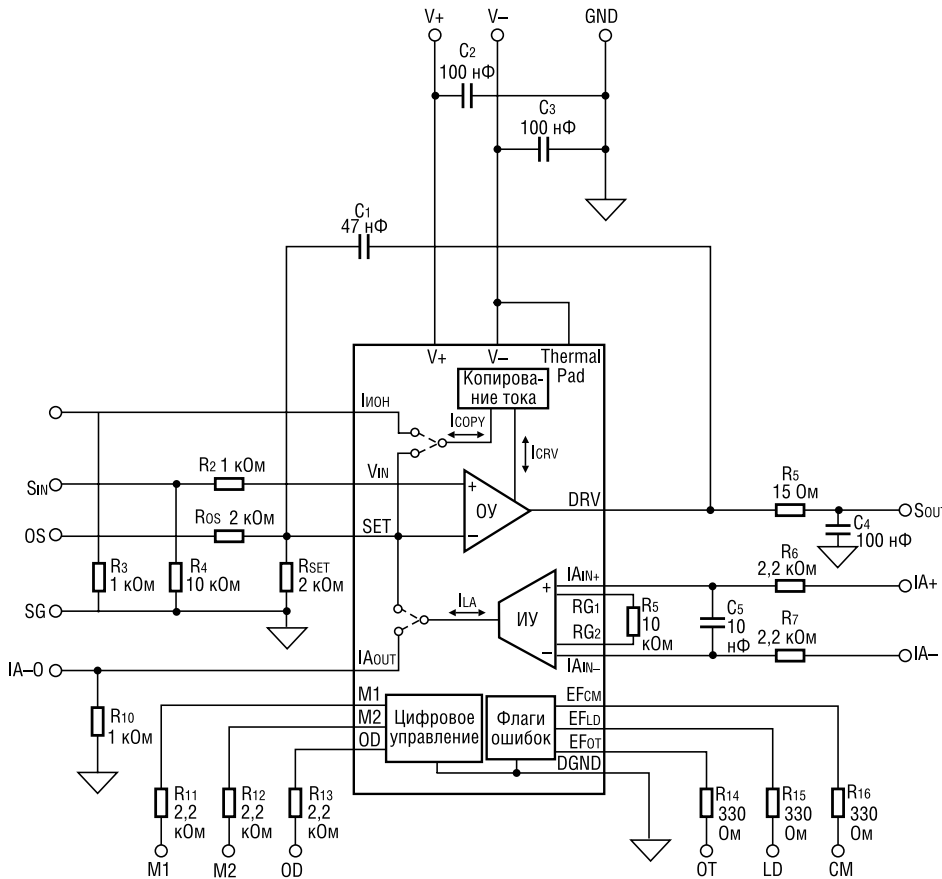 V+
V–
GND
C2
100 нФ
C3
100 нФ
C1
47 нФ
V+
V–
Thermal
Pad
Копирова-
ние тока
IИОН
ICOPY
ICRV
SIN
R2 1 кОм
VIN
+
ОУ
–
DRV
R5
15 Ом
SOUT
C4
100 нФ
OS
ROS 2 кОм
SET
R3
1 кОм
R4
10 кОм
RSET
2 кОм
SG
ILA
ИУ
+
–
IAIN+
RG1
RG2
IAIN–
R5
10
кОм
C5
10
нФ
R6
2,2 кОм
IA+
R7
2,2 кОм
IA–
IA–O
IAOUT
R10
1 кОм
M1
M2
OD
Цифровое
управление
Флаги
ошибок
EFCM
EFLD
EFOT
DGND
R11
2,2
кОм
R12
2,2
кОм
R13
2,2
кОм
R14
330
Ом
R15
330
Ом
R16
330
Ом
M1
M2
OD
OT
LD
CM